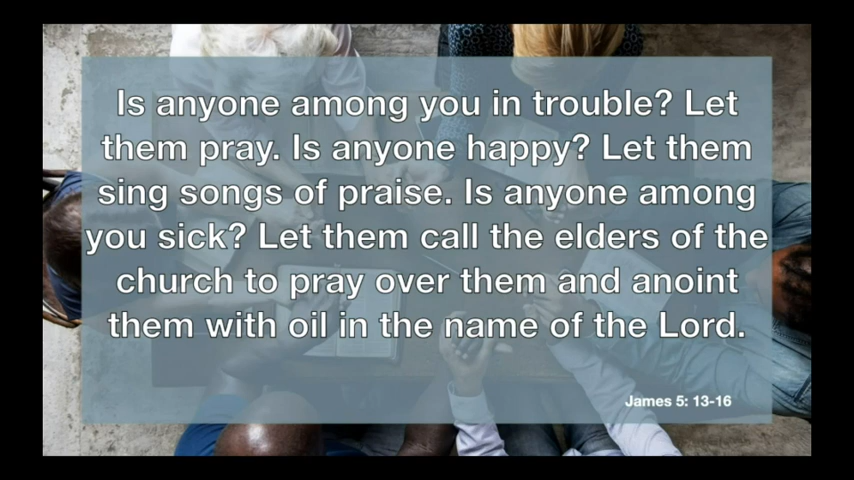 Is anyone among you in trouble? Let
them pray. Is anyone happy? Let them
sing songs of praise. Is anyone among
you sick? Let them call the elders of the
church to pray over them and anoint
them with oil in the name of the Lord.
James 5: 13-16